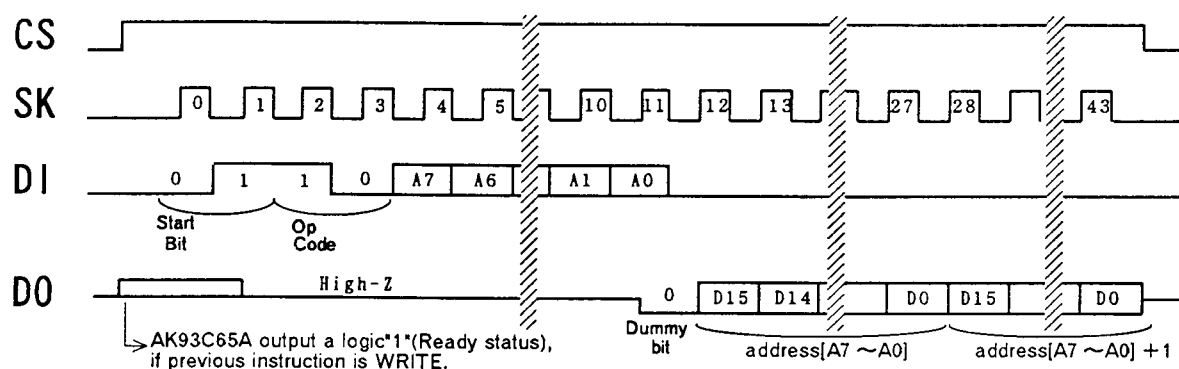 CS
SK 0 1 2 3 4 5 10 11 12 13 27 28 43
DI 0 1 1 0 A7 A6 A1 A0
Start Bit
Op Code
DO High-Z 0 D15 D14 D0 D15 D0
Dummy bit
address[A7 ~A0]
address[A7 ~A0] +1
AK93C65A output a logic"1"(Ready status),
if previous instruction is WRITE.